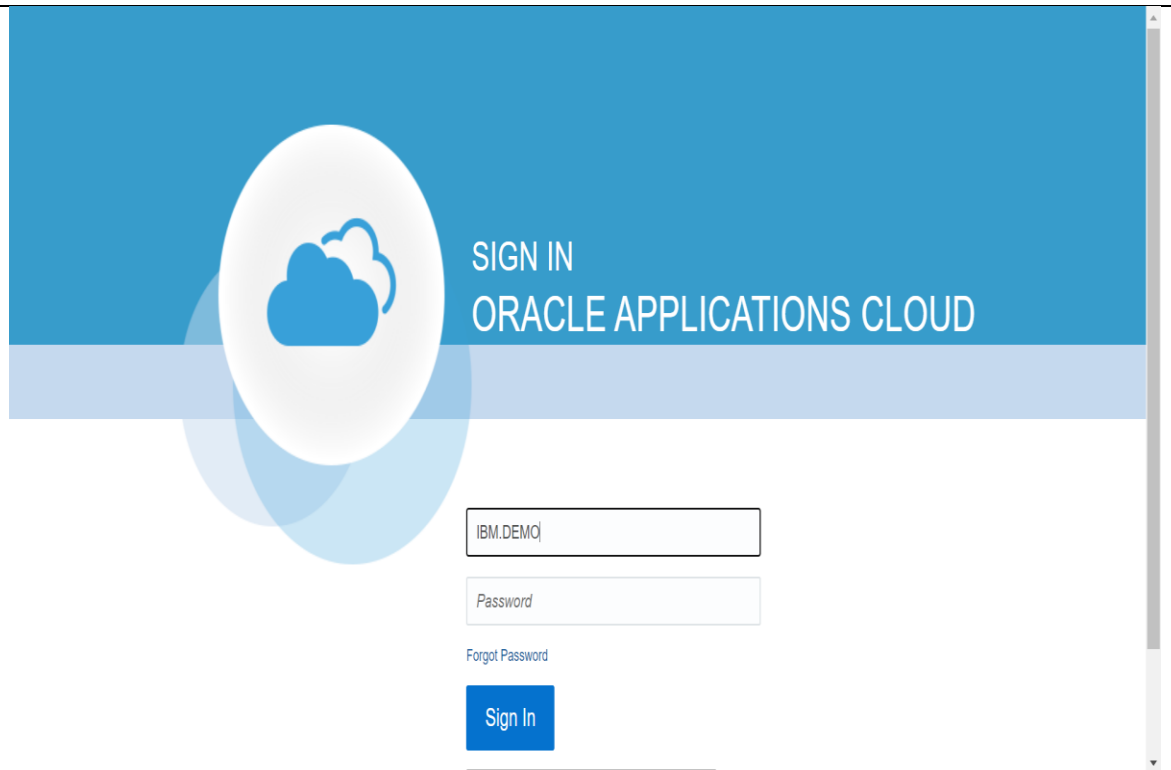 SIGN IN
ORACLE APPLICATIONS CLOUD
IBM.DEMO
Password
Forgot Password
Sign In